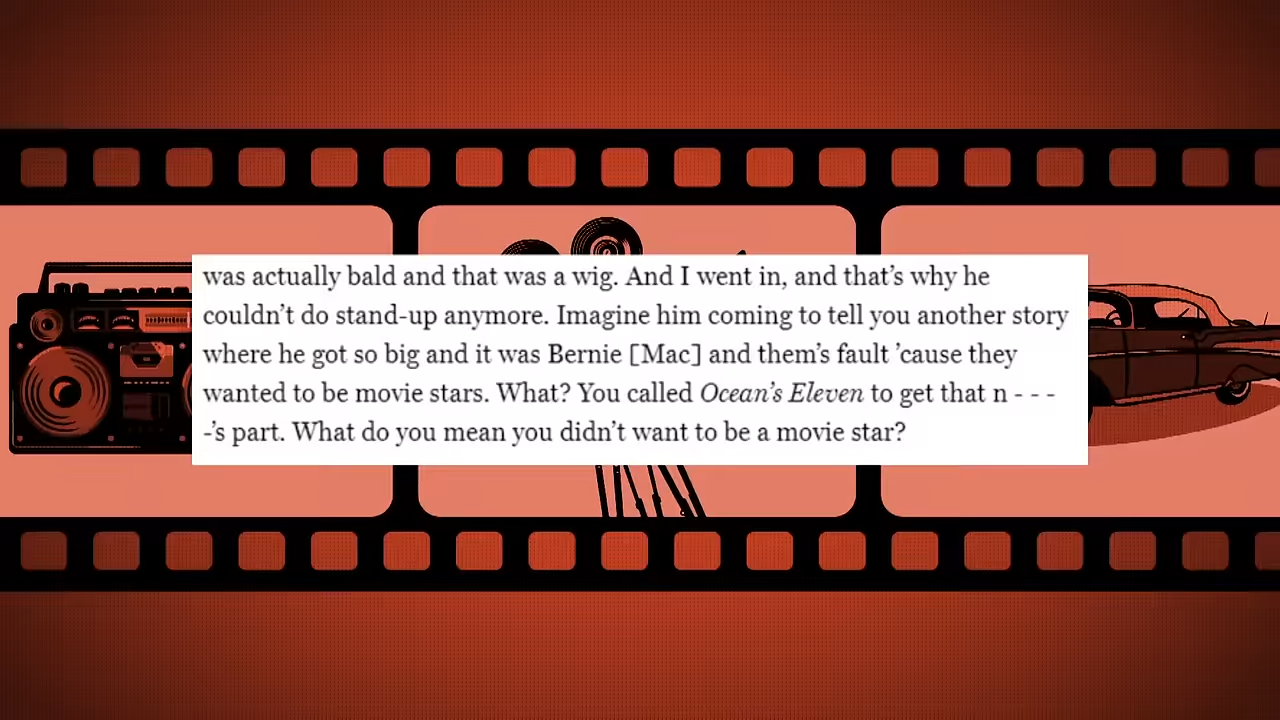 was actually bald and that was a wig. And I went in, and that’s why he
couldn’t do stand-up anymore. Imagine him coming to tell you another story
where he got so big and it was Bernie [Mac] and them’s fault ’cause they
wanted to be movie stars. What? You called Ocean’s Eleven to get that n - - -
-’s part. What do you mean you didn’t want to be a movie star?